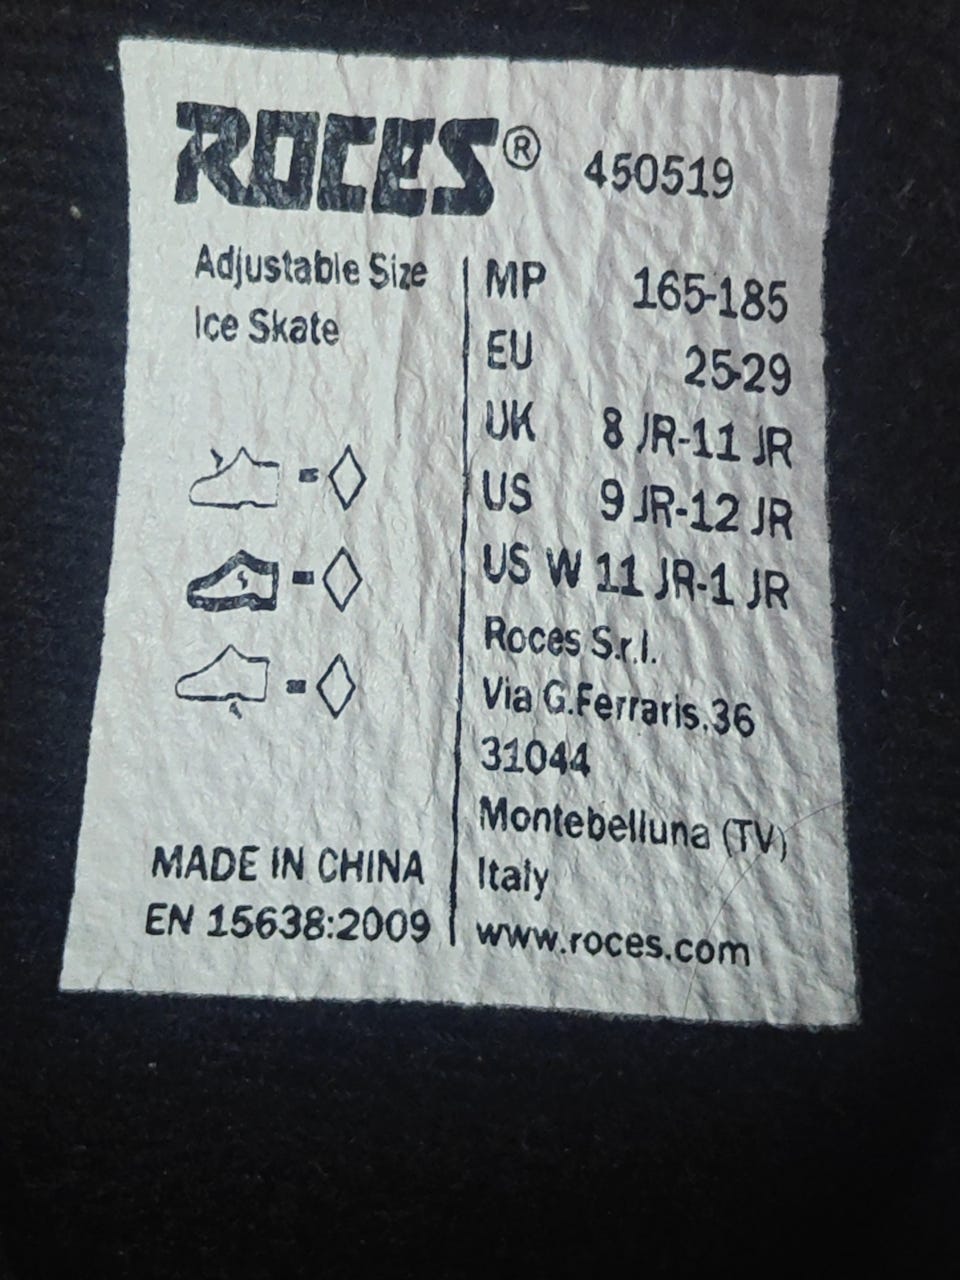 ROCES® 450519
Adjustable Size
Ice Skate
MP 165-185
EU 25-29
UK 8 JR-11 JR
US 9 JR-12 JR
US W 11 JR-1 JR
Roces S.r.l.
Via G.Ferraris.36
31044
Montebelluna (TV)
Italy
www.roces.com
MADE IN CHINA
EN 15638:2009